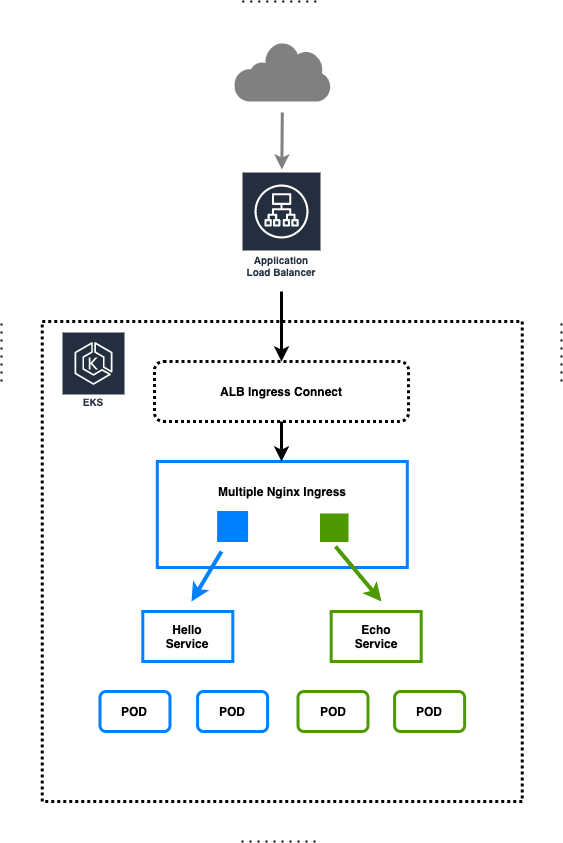 Application
Load Balancer
EKS
ALB Ingress Connect
Multiple Nginx Ingress
Hello
Service
Echo
Service
POD
POD
POD
POD